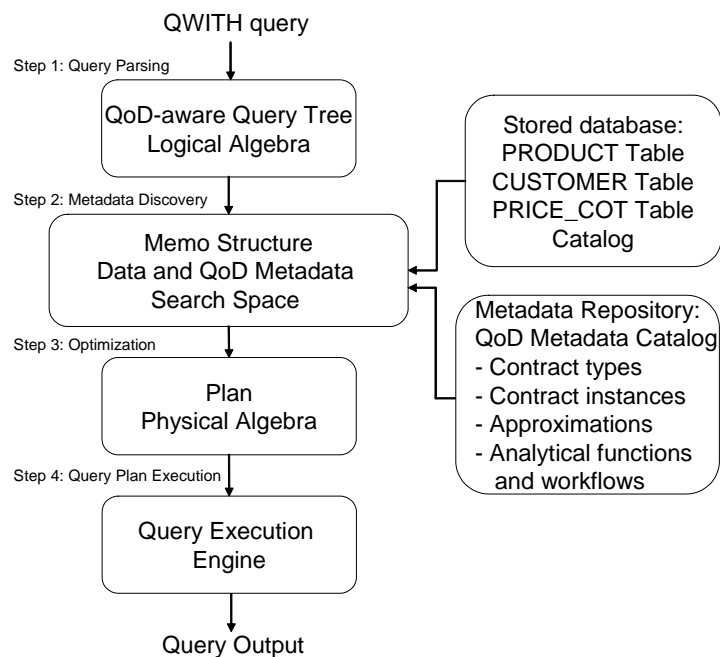 QWITH query
Step 1: Query Parsing
QoD-aware Query Tree
Logical Algebra
Step 2: Metadata Discovery
Memo Structure
Data and QoD Metadata
Search Space
Step 3: Optimization
Plan
Physical Algebra
Step 4: Query Plan Execution
Query Execution
Engine
Query Output
Stored database:
PRODUCT Table
CUSTOMER Table
PRICE_COT Table
Catalog
Metadata Repository:
QoD Metadata Catalog
- Contract types
- Contract instances
- Approximations
- Analytical functions
and workflows